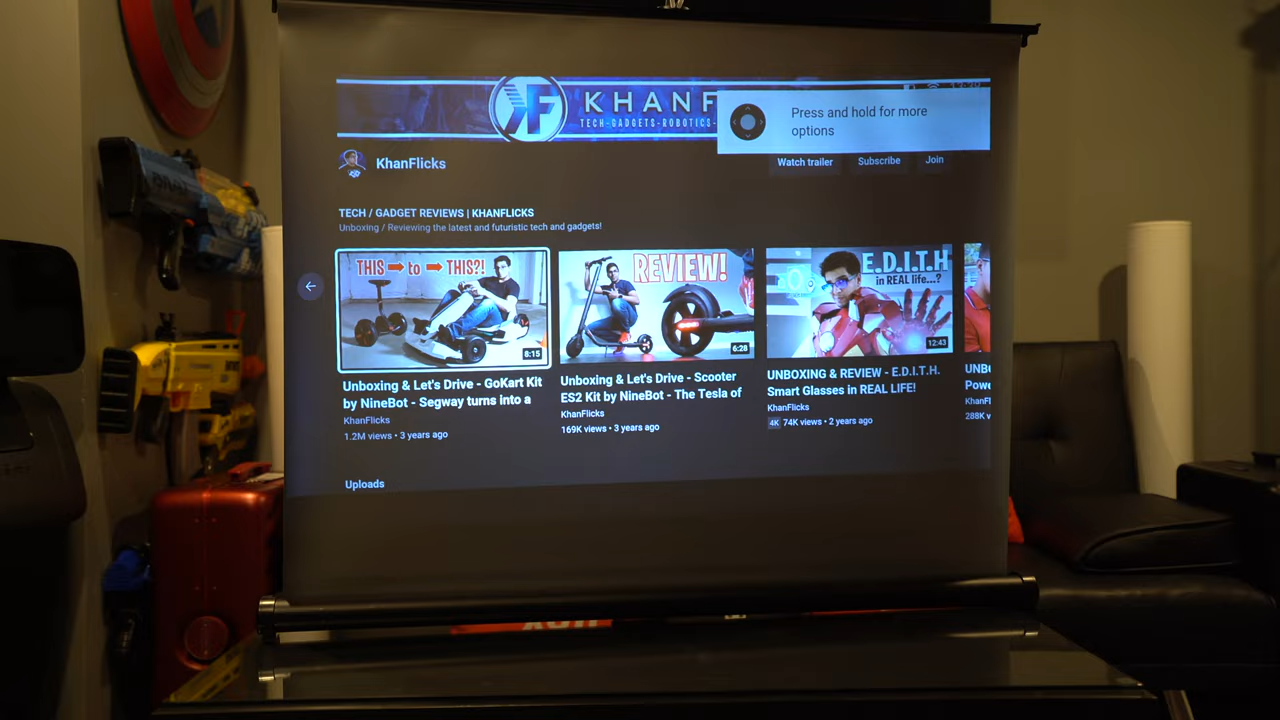 KHANF
TECH-GADGETS-ROBOTICS-
Press and hold for more
options
KhanFlicks
Watch trailer
Subscribe
Join
TECH / GADGET REVIEWS | KHANFLICKS
Unboxing / Reviewing the latest and futuristic tech and gadgets!
THIS to THIS?!
8:15
REVIEW!
6:28
E.D.I.T.H
in REAL life...?
12:43
Unboxing & Let's Drive - GoKart Kit
by NineBot - Segway turns into a
KhanFlicks
1.2M views • 3 years ago
Unboxing & Let's Drive - Scooter
ES2 Kit by NineBot - The Tesla of
KhanFlicks
169K views • 3 years ago
UNBOXING & REVIEW - E.D.I.T.H.
Smart Glasses in REAL LIFE!
KhanFlicks
4K 74K views • 2 years ago
UNB
Powe
KhanFl
288K v
Uploads